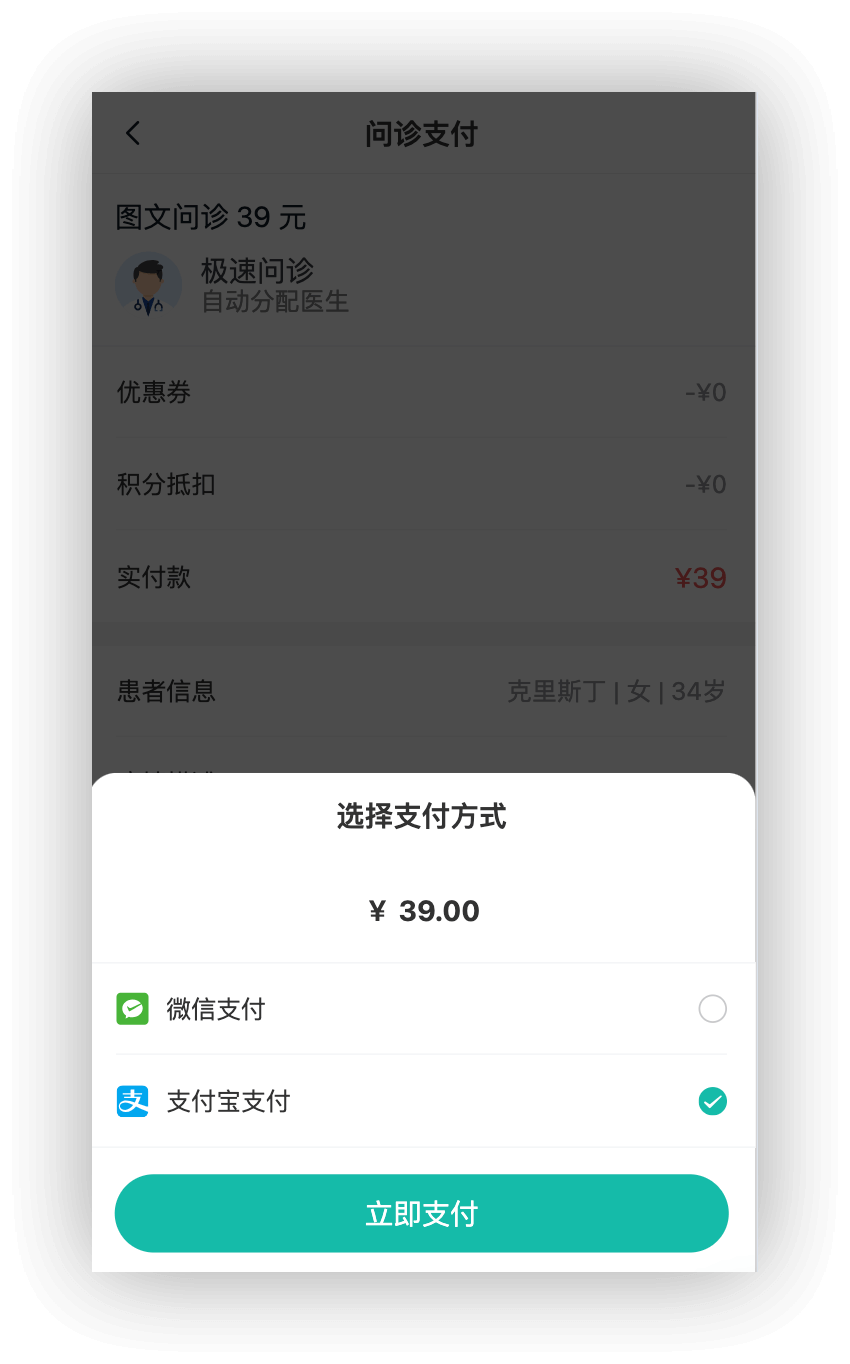 问诊支付
图文问诊 39 元
极速问诊
自动分配医生
优惠券 -¥0
积分抵扣 -¥0
实付款 ¥39
患者信息 克里斯丁 | 女 | 34岁
选择支付方式
¥ 39.00
微信支付
支 支付宝支付
立即支付